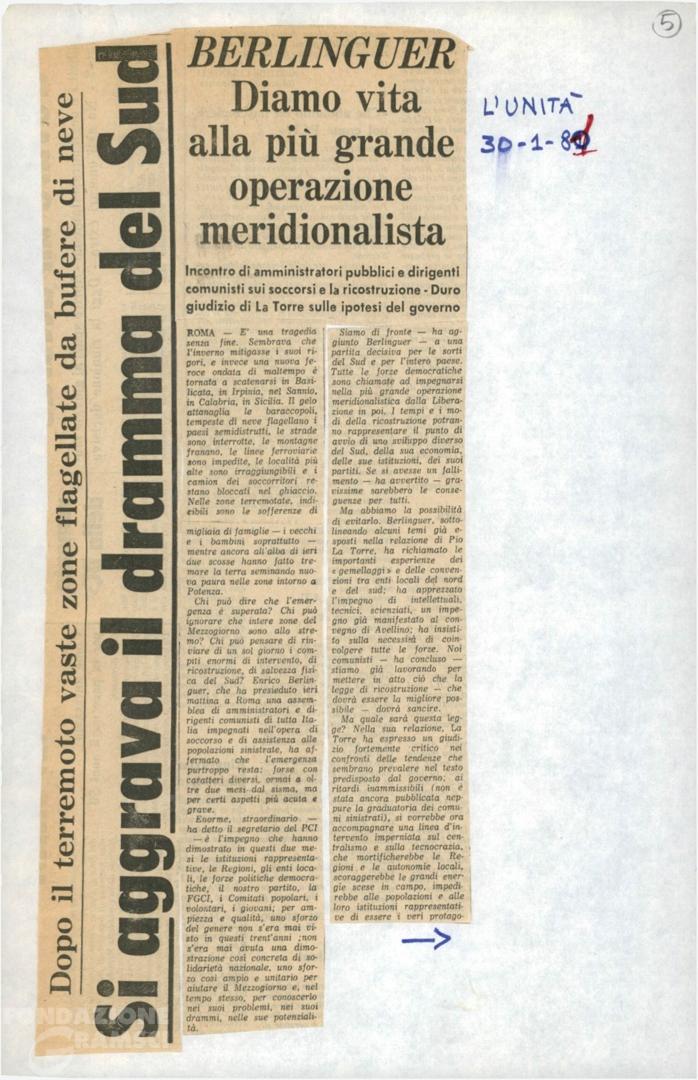 5
L'UNITÀ
30-1-81
Dopo il terremoto vaste zone flagellate da bufere di neve
Si aggrava il dramma del Sud
BERLINGUER
Diamo vita
alla più grande
operazione
meridionalista
Incontro di amministratori pubblici e dirigenti
comunisti sui soccorsi e la ricostruzione - Duro
giudizio di La Torre sulle ipotesi del governo
ROMA — E' una tragedia
senza fine. Sembrava che
l'inverno mitigasse i suoi ri-
gori, e invece una nuova fe-
roce ondata di maltempo è
tornata a scatenarsi in Basi-
licata, in Irpinia, nel Sannio,
in Calabria, in Sicilia. Il gelo
attanaglia le baraccopoli,
tempeste di neve flagellano i
paesi semidistrutti, le strade
sono interrotte, le montagne
franano, le linee ferroviarie
sono impedite, le località più
alte sono irraggiungibili e i
camion dei soccorritori re-
stano bloccati nel ghiaccio.
Nelle zone terremotate, indi-
cibili sono le sofferenze di
migliaia di famiglie — i vecchi
e i bambini soprattutto —
mentre ancora all'alba di ieri
due scosse hanno fatto tre-
mare la terra seminando nuo-
va paura nelle zone intorno a
Potenza.
Chi può dire che l'emer-
genza è superata? Chi può
ignorare che intere zone del
Mezzogiorno sono allo stre-
mo? Chi può pensare di rin-
viare di un sol giorno i com-
piti enormi di intervento, di
ricostruzione, di salvezza fisi-
ca del Sud? Enrico Berlin-
guer, che ha presieduto ieri
mattina a Roma una assem-
blea di amministratori e di-
rigenti comunisti di tutta Ita-
lia impegnati nell'opera di
soccorso e di assistenza alle
popolazioni sinistrate, ha af-
fermato che l'emergenza
purtroppo resta: forse con
caratteri diversi, ormai a ol-
tre due mesi dal sisma, ma
per certi aspetti più acuta e
grave.
Enorme, straordinario —
ha detto il segretario del PCI
— è l'impegno che hanno
dimostrato in questi due me-
si le istituzioni rappresenta-
tive, le Regioni, gli enti loca-
li, le forze politiche democra-
tiche, il nostro partito, la
FGCI, i Comitati popolari, i
volontari, i giovani; per am-
piezza e qualità, uno sforzo
del genere non s'era mai vi-
sto in questi trent'anni; non
s'era mai avuta una dimo-
strazione così concreta di so-
lidarietà nazionale, uno sfor-
zo così ampio e unitario per
aiutare il Mezzogiorno e, nel
tempo stesso, per conoscerlo
nei suoi problemi, nei suoi
drammi, nelle sue potenziali-
tà.
Siamo di fronte — ha ag-
giunto Berlinguer — a una
partita decisiva per le sorti
del Sud e per l'intero paese.
Tutte le forze democratiche
sono chiamate ad impegnarsi
nella più grande operazione
meridionalistica dalla Libera-
zione in poi. I tempi e i mo-
di della ricostruzione potran-
no rappresentare il punto di
avvio di uno sviluppo diverso
del Sud, della sua economia,
delle sue istituzioni, dei suoi
partiti. Se si avesse un falli-
mento — ha avvertito — gra-
vissime sarebbero le conse-
guenze per tutti.
Ma abbiamo la possibilità
di evitarlo. Berlinguer, sotto-
lineando alcuni temi già e-
sposti nella relazione di Pio
La Torre, ha richiamato le
importanti esperienze dei
«gemellaggi» e delle conven-
zioni tra enti locali del nord
e del sud; ha apprezzato
l'impegno di intellettuali,
tecnici, scienziati, un impe-
gno già manifestato al con-
vegno di Avellino; ha insisti-
to sulla necessità di coin-
volgere tutte le forze. Noi
comunisti — ha concluso —
stiamo già lavorando per
mettere in atto ciò che la
legge di ricostruzione — che
dovrà essere la migliore pos-
sibile — dovrà sancire.
Ma quale sarà questa leg-
ge? Nella sua relazione, La
Torre ha espresso un giudi-
zio fortemente critico nei
confronti delle tendenze che
sembrano prevalere nel testo
predisposto dal governo; ai
ritardi inammissibili (non è
stata ancora pubblicata nep-
pure la graduatoria dei comu-
ni sinistrati), si vorrebbe ora
accompagnare una linea d'in-
tervento imperniata sul cen-
tralismo e sulla tecnocrazia,
che mortificherebbe le Re-
gioni e le autonomie locali,
scoraggerebbe le grandi ener-
gie scese in campo, impedi-
rebbe alle popolazioni e alle
loro istituzioni rappresentati-
ve di essere i veri protago-
FONDAZIONE
GRAMSCI